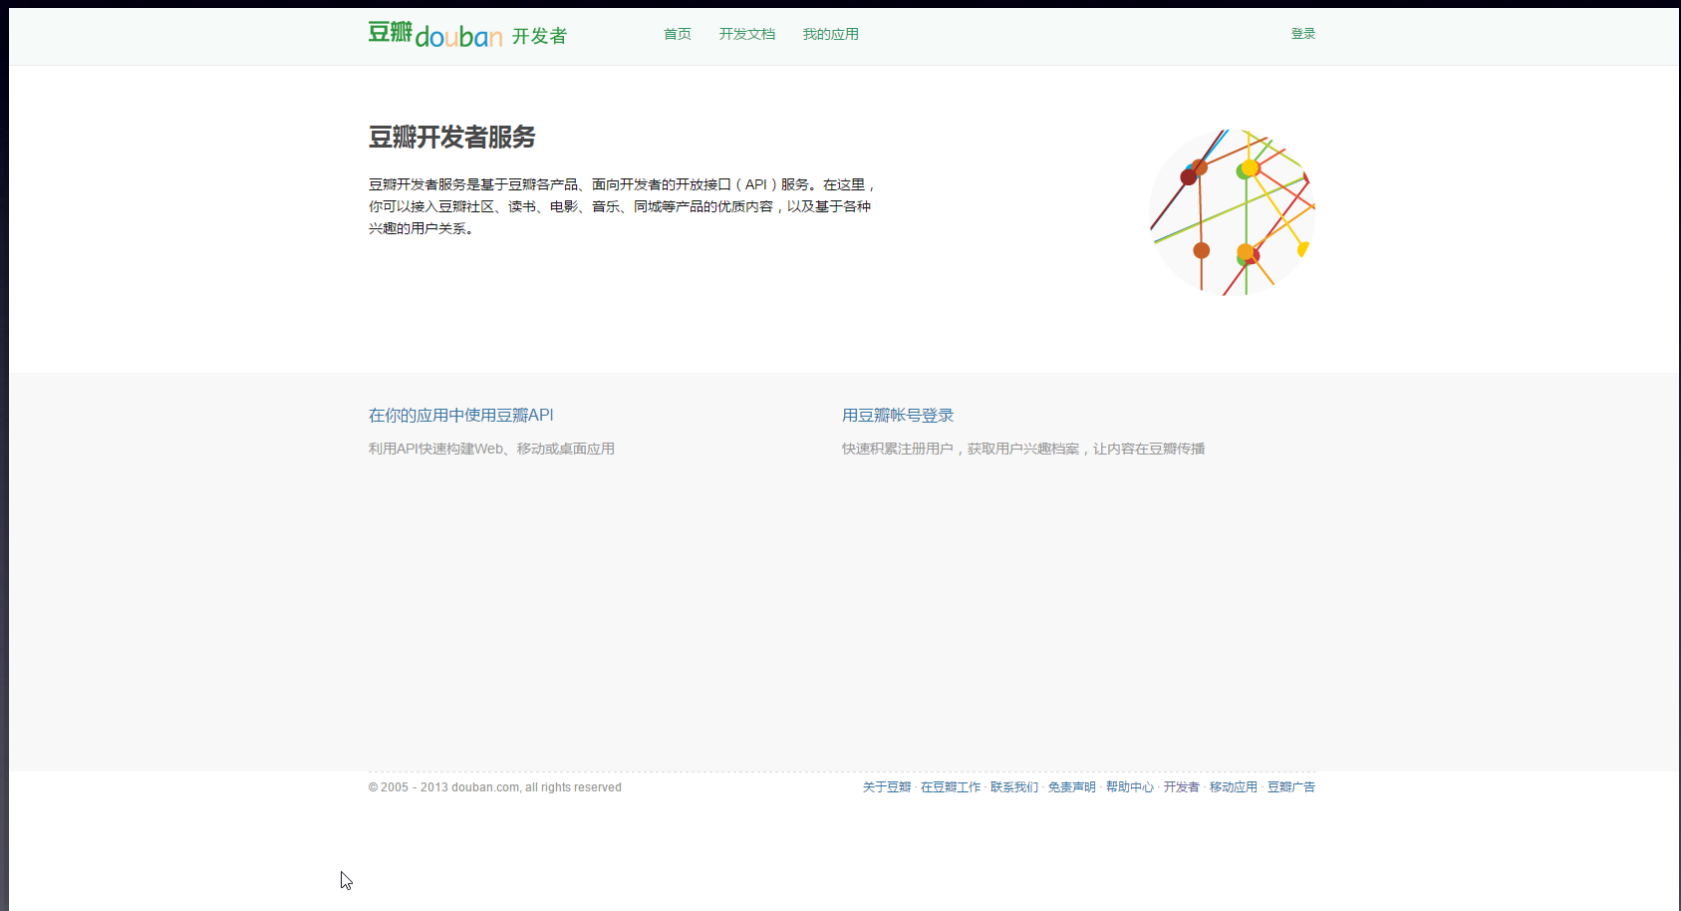 豆瓣douban 开发者 首页 开发文档 我的应用 登录
豆瓣开发者服务
豆瓣开发者服务是基于豆瓣各产品、面向开发者的开放接口（API）服务。在这里，
你可以接入豆瓣社区、读书、电影、音乐、同城等产品的优质内容，以及基于各种
兴趣的用户关系。
在你的应用中使用豆瓣API
利用API快速构建Web、移动或桌面应用
用豆瓣帐号登录
快速积累注册用户，获取用户兴趣档案，让内容在豆瓣传播
© 2005 - 2013 douban.com, all rights reserved
关于豆瓣 · 在豆瓣工作 · 联系我们 · 免责声明 · 帮助中心 · 开发者 · 移动应用 · 豆瓣广告